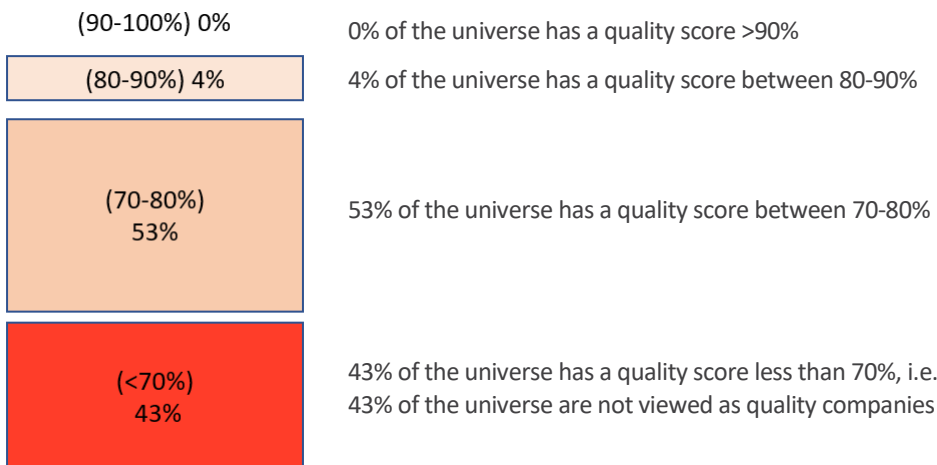 (90-100%) 0%
0% of the universe has a quality score >90%
(80-90%) 4%
4% of the universe has a quality score between 80-90%
(70-80%)
53%
53% of the universe has a quality score between 70-80%
(<70%)
43%
43% of the universe has a quality score less than 70%, i.e.
43% of the universe are not viewed as quality companies